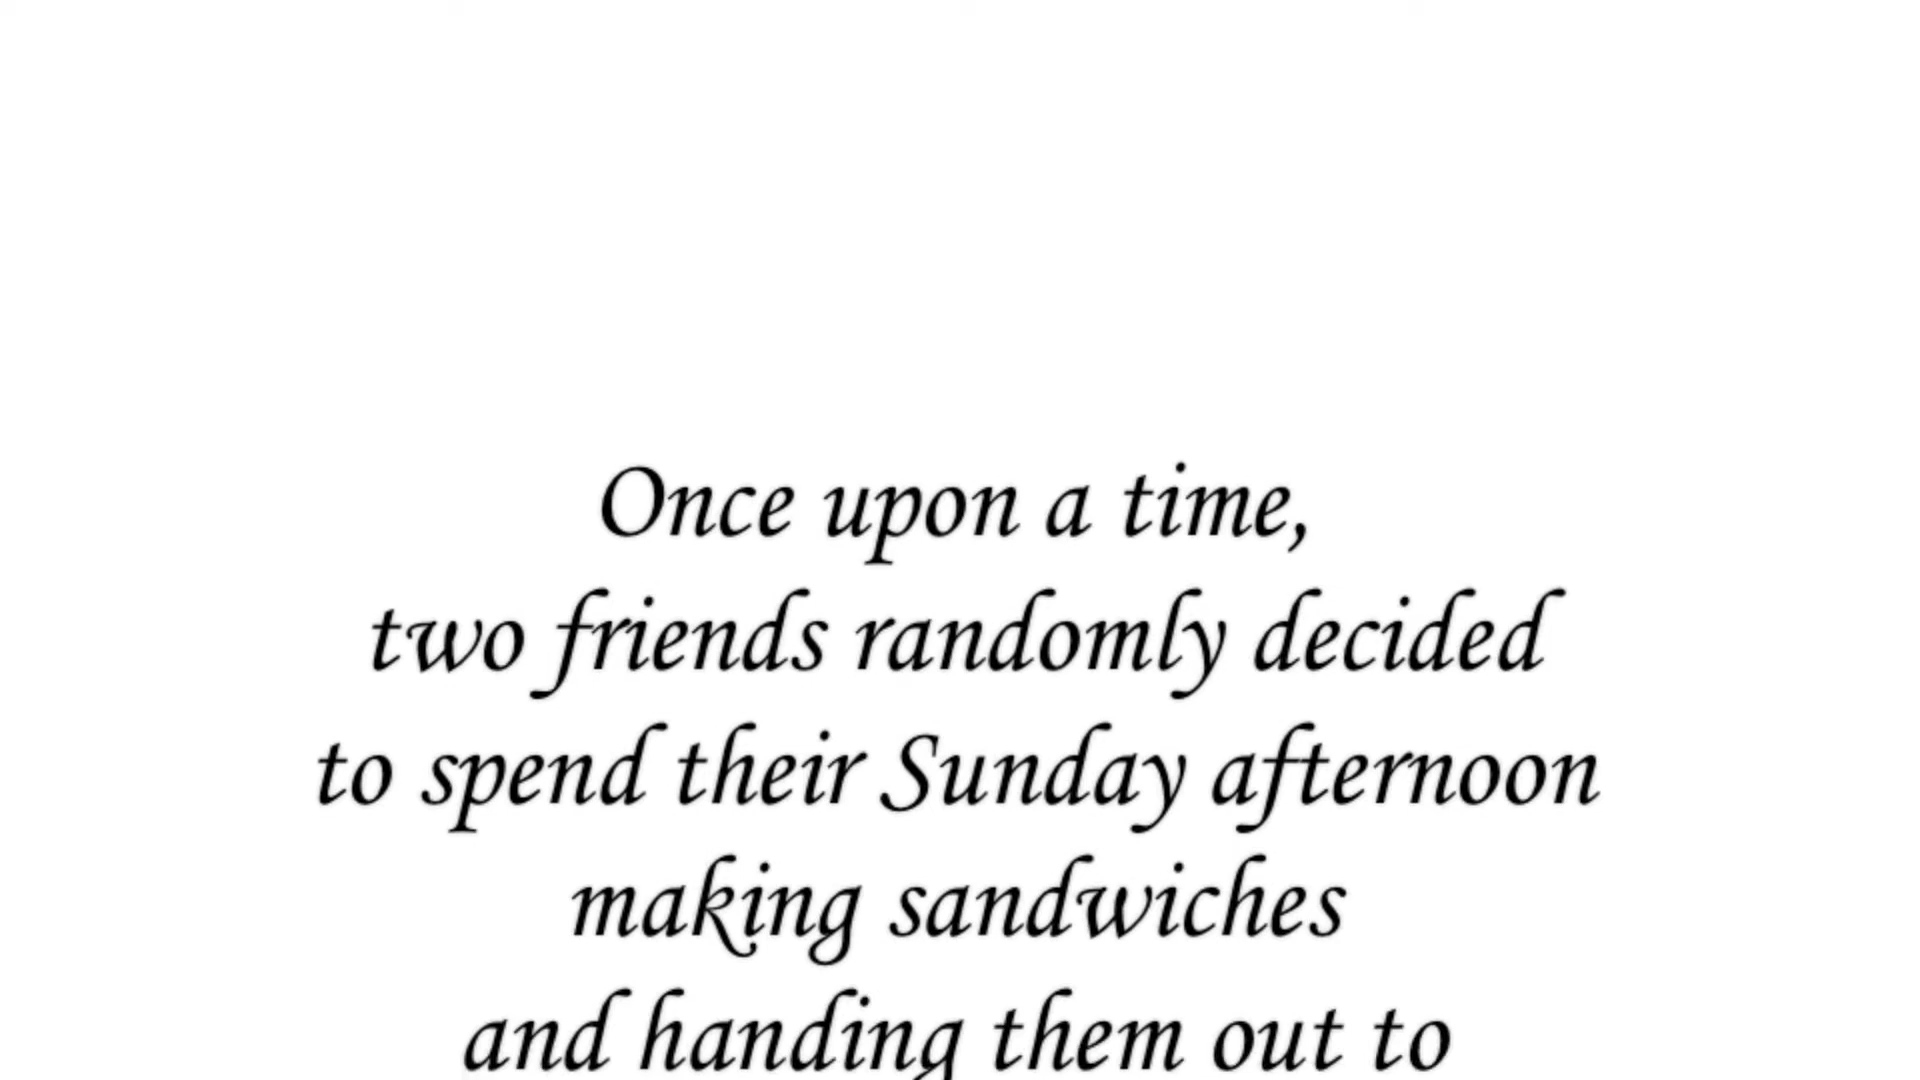 Once upon a time,
two friends randomly decided
to spend their Sunday afternoon
making sandwiches
and handing them out to